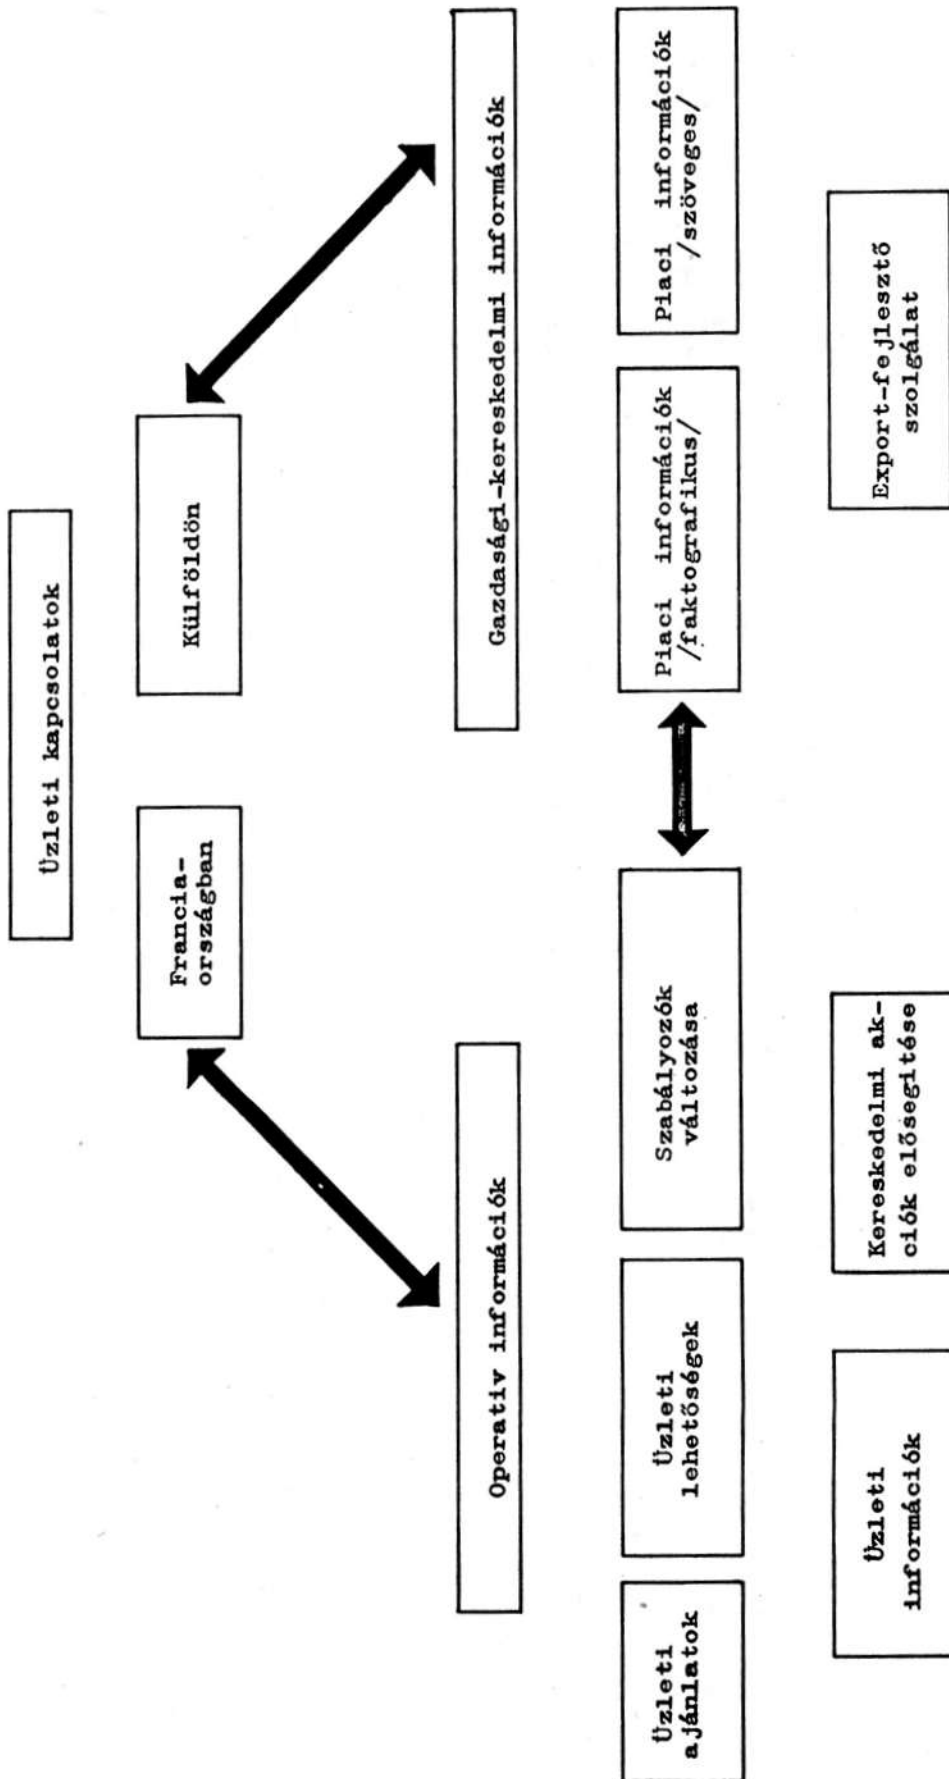 Üzleti kapcsolatok
Francia-
országban
Külföldön
Operativ információk
Gazdasági-kereskedelmi információk
Üzleti
ajánlatok
Üzleti
lehetőségek
Szabályozók
változása
Piaci információk
/faktografikus/
Piaci információk
/szöveges/
Üzleti
információk
Kereskedelmi ak-
ciók elősegitése
Export-fejlesztő
szolgálat